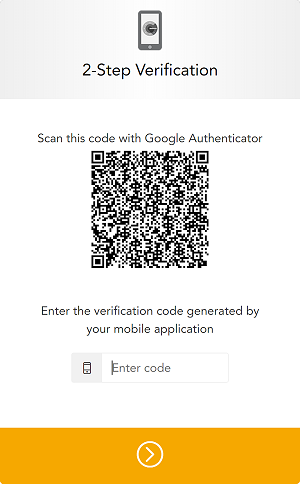 2-Step Verification
Scan this code with Google Authenticator
Enter the verification code generated by
your mobile application
Enter code